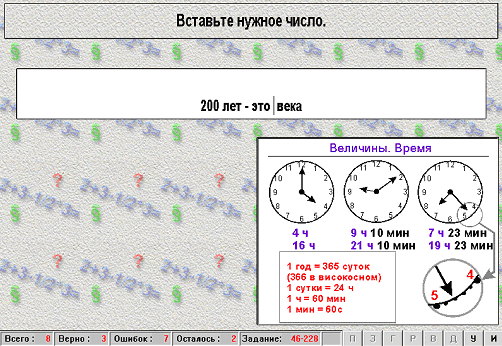 Вставьте нужное число.
200 лет - это века
Величины. Время
4 ч 9 ч 10 мин 7 ч 23 мин
16 ч 21 ч 10 мин 19 ч 23 мин
1 год = 365 суток
(366 в високосном)
1 сутки = 24 ч
1 ч = 60 мин
1 мин = 60с
5 4
Всего : 8 Верно : 3 Ошибок : 7 Осталось : 2 Задание: 46-228 П З Г Р В Д У И